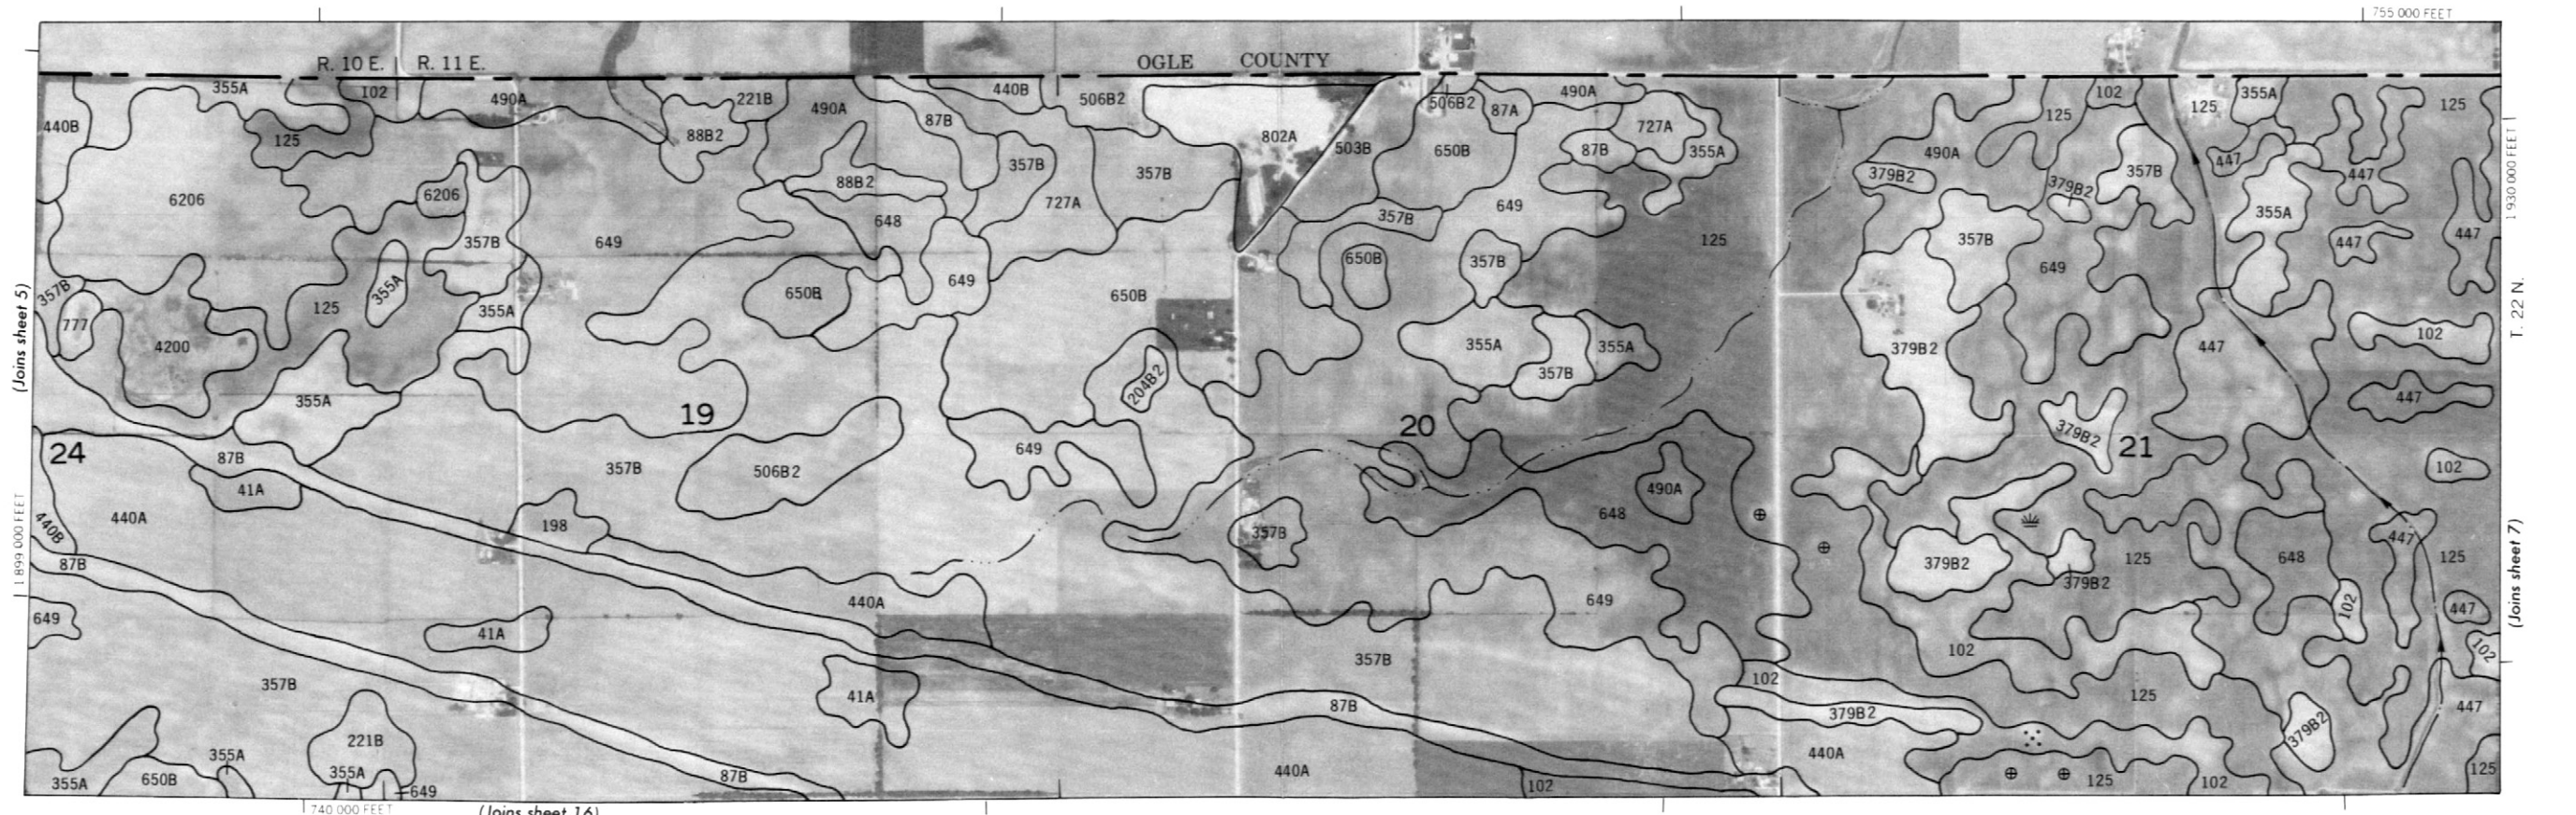 755 000 FEET
OGLE COUNTY
R. 10 E. R. 11 E.
355A 102 490A 221B 490A 440B 506B2 506B2 87A 490A 125 102 125 355A 125
440B 125 88B2 87B 802A 503B 650B 727A
87B 355A 490A 447
357B 357B 379B2 379B2 357B 447
6206 6206 88B2 727A
648 357B 649 355A
357B 649 125 357B 447 447
649 650B 357B 649
357B 355A 650B 649 650B
125 355A
777 4200 355A 355A 379B2 447 102
204B2 357B
355A 19 20 379B2 21 447
24 87B 357B 506B2 649
41A 490A 102
440A 198 648
440B 357B 447
87B 379B2 379B2 125 648 125
440A 649 102 447
649 41A 102 102
357B 357B
41A 102 125 447
87B 379B2
221B 379B2
355A 440A
355A 650B 355A 87B 440A 125 102 125
649 102
740 000 FEET
(Joins sheet 16)
(Joins sheet 5)
1 899 000 FEET
1 930 000 FEET
T. 22 N.
(Joins sheet 7)